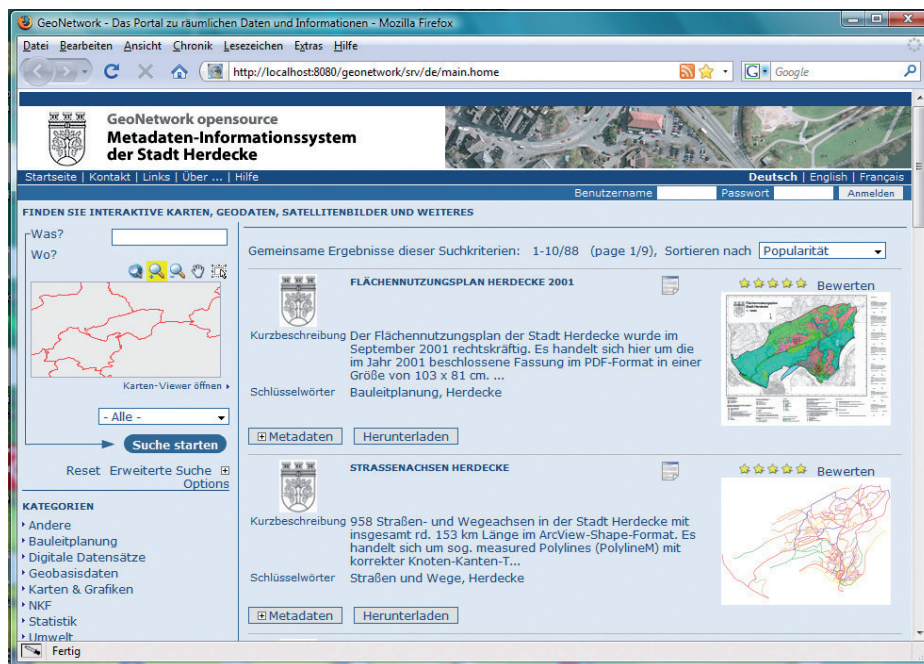 GeoNetwork - Das Portal zu räumlichen Daten und Informationen - Mozilla Firefox
Datei Bearbeiten Ansicht Chronik Lesezeichen Extras Hilfe
http://localhost:8080/geonetwork/srv/de/main.home
Google
GeoNetwork opensource
Metadaten-Informationssystem
der Stadt Herdecke
Startseite | Kontakt | Links | Über ... | Hilfe
Deutsch | English | Français
Benutzername Passwort Anmelden
FINDEN SIE INTERAKTIVE KARTEN, GEODATEN, SATELLITENBILDER UND WEITERES
Was?
Wo?
Karten-Viewer öffnen
- Alle -
Suche starten
Reset Erweiterte Suche
Options
KATEGORIEN
Andere
Bauleitplanung
Digitale Datensätze
Geobasisdaten
Karten & Grafiken
NKF
Statistik
Umwelt
Gemeinsame Ergebnisse dieser Suchkriterien: 1-10/88 (page 1/9), Sortieren nach Popularität
FLÄCHENNUTZUNGSPLAN HERDECKE 2001
Bewerten
Kurzbeschreibung Der Flächennutzungsplan der Stadt Herdecke wurde im
September 2001 rechtskräftig. Es handelt sich hier um die
im Jahr 2001 beschlossene Fassung im PDF-Format in einer
Größe von 103 x 81 cm. ...
Schlüsselwörter Bauleitplanung, Herdecke
Metadaten Herunterladen
STRASSENACHSEN HERDECKE
Bewerten
Kurzbeschreibung 958 Straßen- und Wegeachsen in der Stadt Herdecke mit
insgesamt rd. 153 km Länge im ArcView-Shape-Format. Es
handelt sich um sog. measured Polylines (PolylineM) mit
korrekter Knoten-Kanten-T...
Schlüsselwörter Straßen und Wege, Herdecke
Metadaten Herunterladen
Fertig